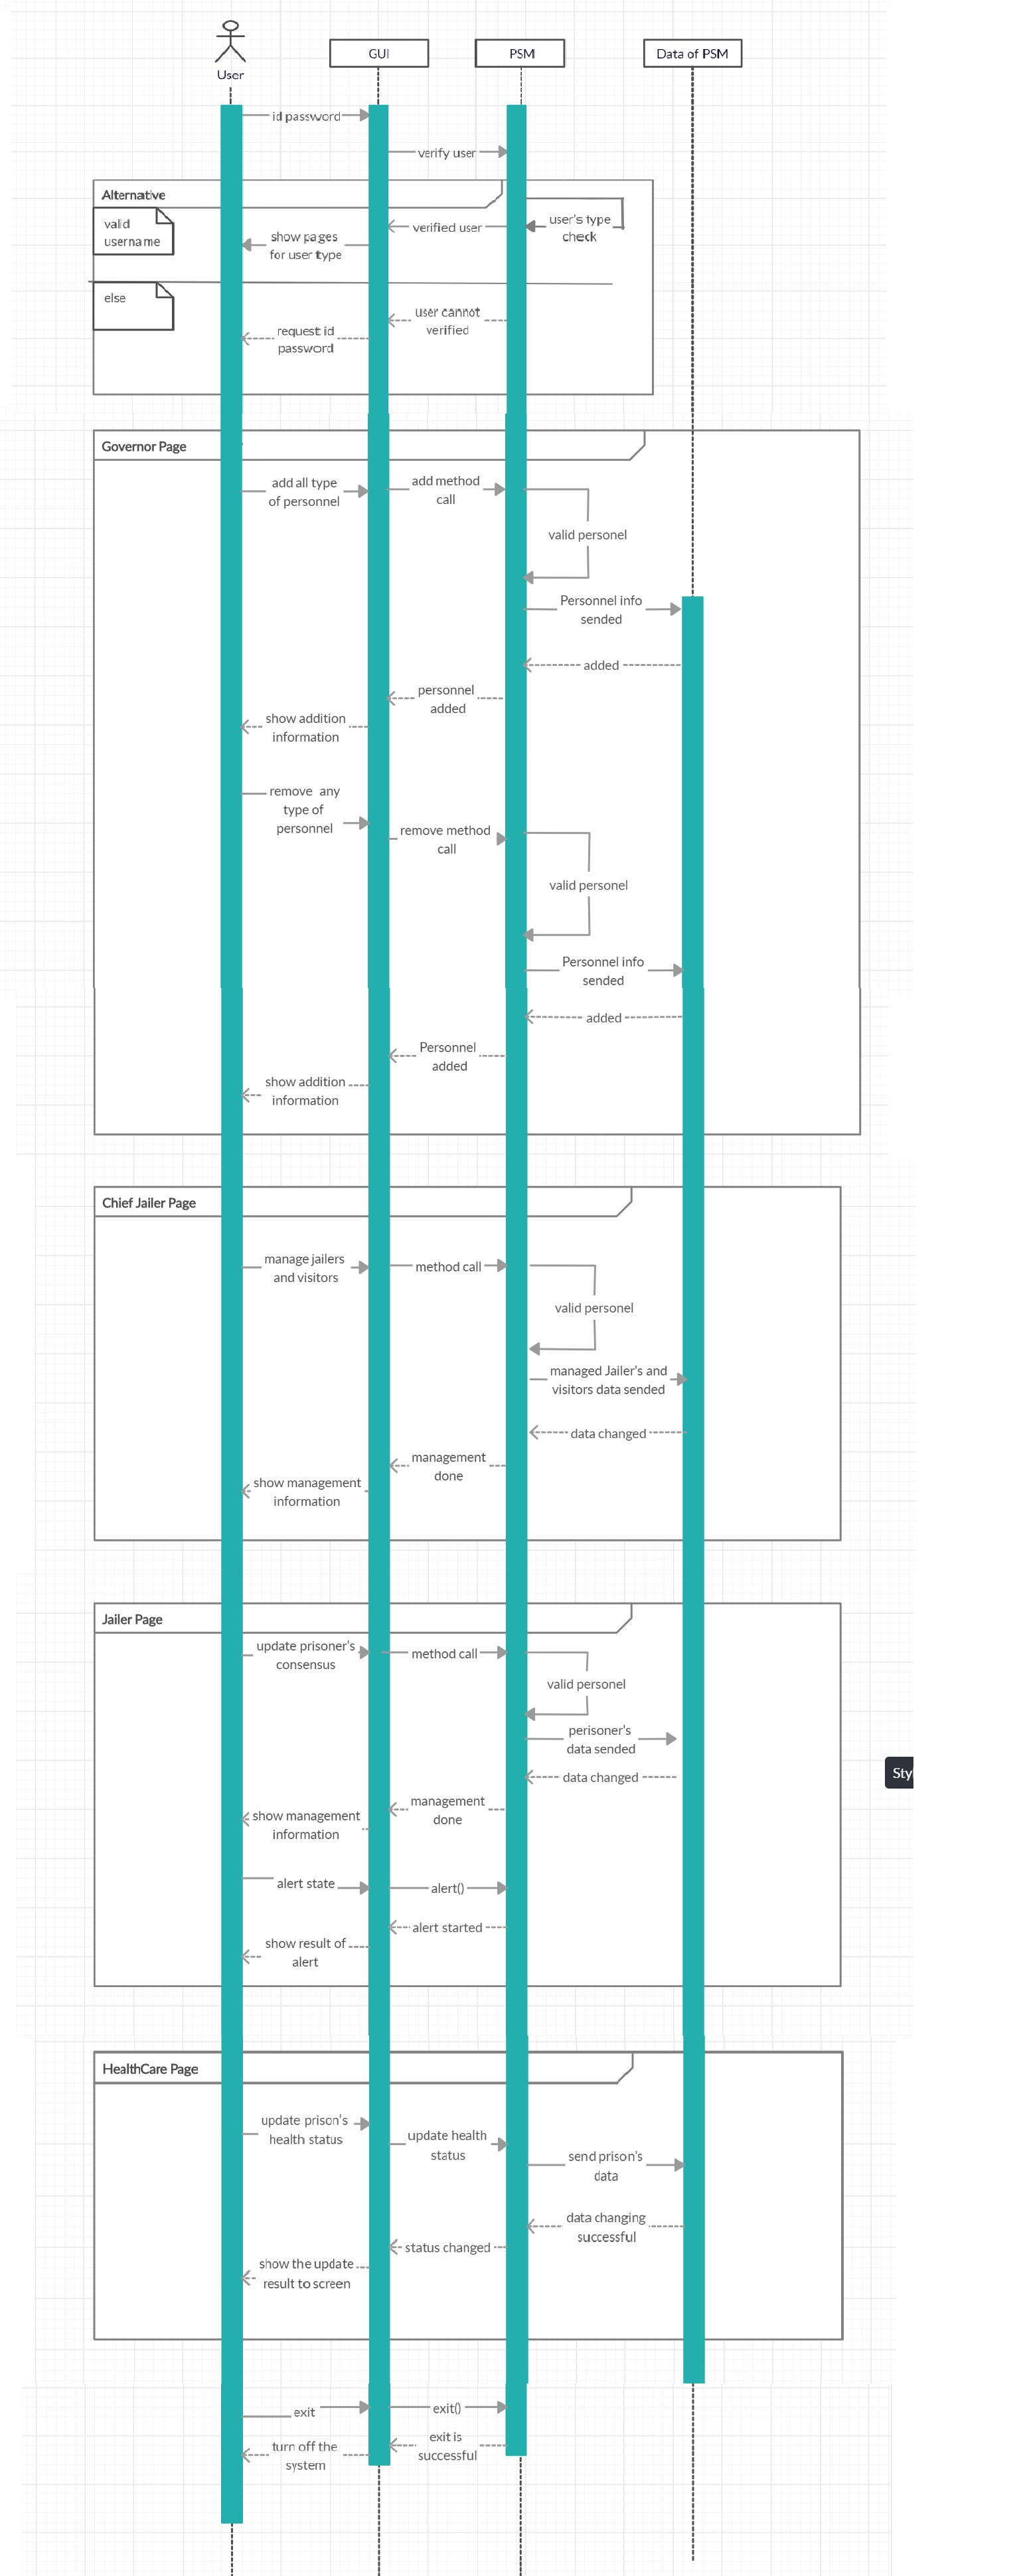 User
GUI
PSM
Data of PSM
id password
verify user
Alternative
valid
username
user's type
check
verified user
show pages
for user type
else
user cannot
verified
request id
password
Governor Page
add all type
of personnel
add method
call
valid personel
Personnel info
sended
added
personnel
added
show addition
information
remove any
type of
personnel
remove method
call
valid personel
Personnel info
sended
added
Personnel
added
show addition
information
Chief Jailer Page
manage jailers
and visitors
method call
valid personel
managed Jailer's and
visitors data sended
data changed
management
done
show management
information
Jailer Page
update prisoner's
consensus
method call
valid personel
perisoner's
data sended
Sty
data changed
management
done
show management
information
alert state
alert()
alert started
show result of
alert
HealthCare Page
update prison's
health status
update health
status
send prison's
data
data changing
successful
status changed
show the update
result to screen
exit
exit()
exit is
successful
turn off the
system